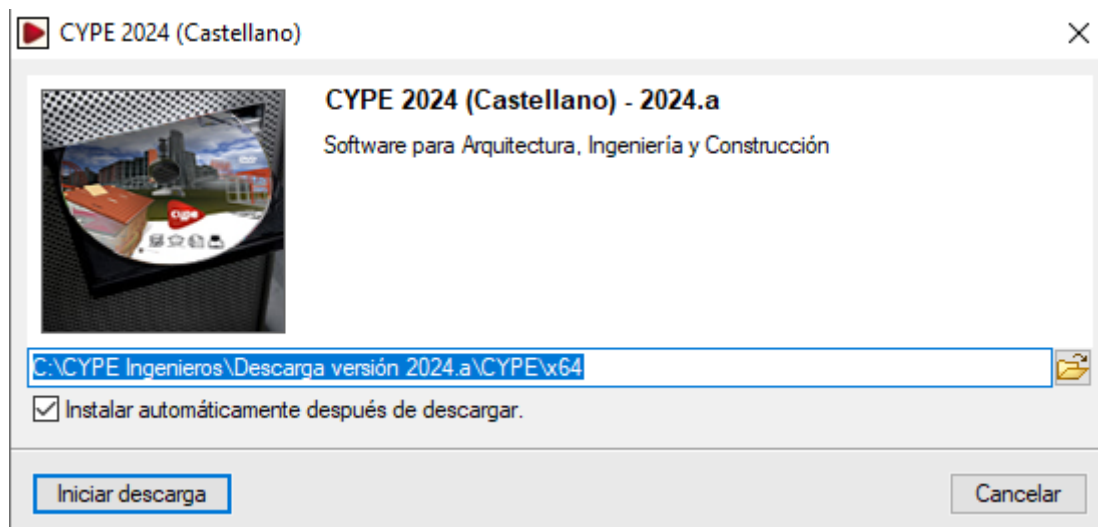 CYPE 2024 (Castellano)
CYPE 2024 (Castellano) - 2024.a
Software para Arquitectura, Ingeniería y Construcción
cype
C:\CYPE Ingenieros\Descarga versión 2024.a\CYPE\x64
Instalar automáticamente después de descargar.
Iniciar descarga
Cancelar